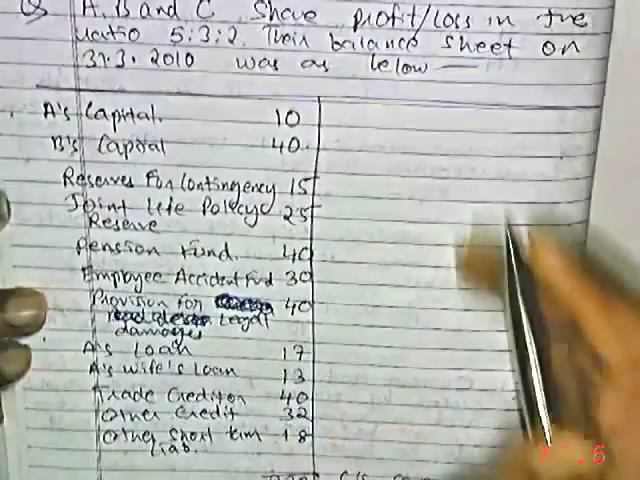 Q A, B and C Share profit/loss in the
ratio 5:3:2. Their balance sheet on
31.3.2010 was as below —
A's Capital. 10
B's Capital 40
Reserves For Contingency 15
Joint Life Policy 25
Reserve
Pension Fund. 40
Employee Accident Fund 30
Provision For 40
Legal
damages
A's Loan 17
A's wife's Loan 13
Trade Creditor 40
Other Credit 32
Other Short term 18
Liab.